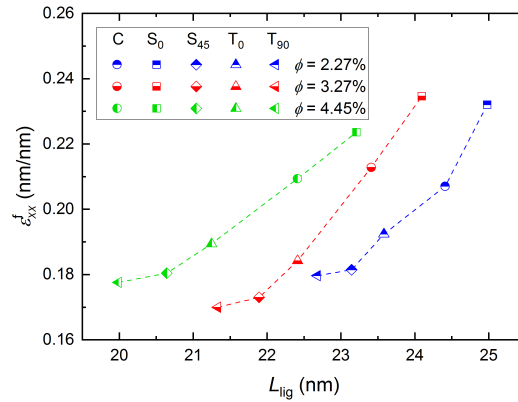 C S₀ S₄₅ T₀ T₉₀
ϕ = 2.27%
ϕ = 3.27%
ϕ = 4.45%
0.26
0.24
0.22
0.20
0.18
0.16
εᶠₓₓ (nm/nm)
20 21 22 23 24 25
L_lig (nm)